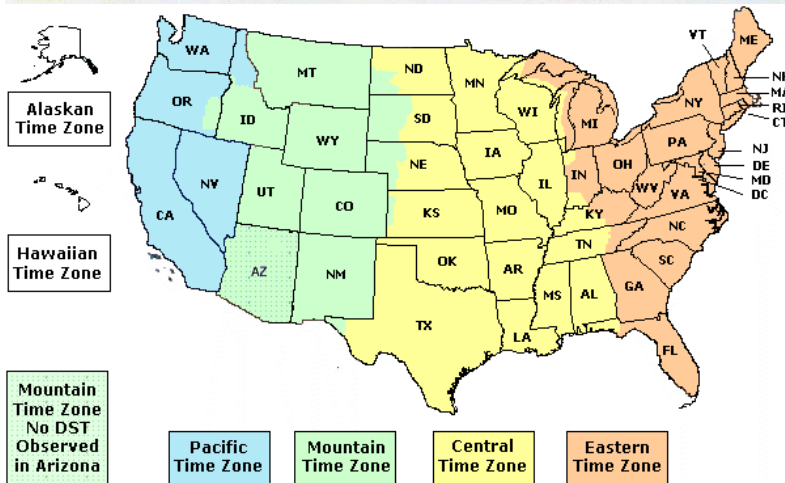 WA
MT
ND
MN
VT
ME
OR
ID
WY
SD
WI
MI
NY
MA
RI
CT
Alaskan
Time Zone
NV
UT
CO
NE
IA
IL
IN
OH
PA
NJ
DE
MD
DC
WV
VA
CA
KS
MO
KY
NC
TN
Hawaiian
Time Zone
AZ
NM
OK
AR
SC
MS
AL
GA
TX
LA
FL
Mountain
Time Zone
No DST
Observed
in Arizona
Pacific
Time Zone
Mountain
Time Zone
Central
Time Zone
Eastern
Time Zone